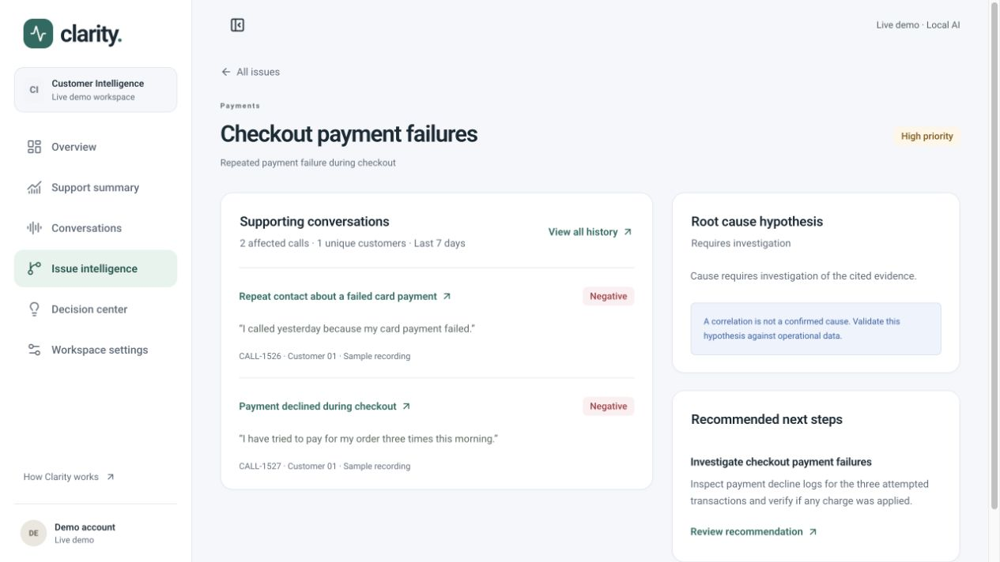 clarity.
CI
Customer Intelligence
Live demo workspace
Overview
Support summary
Conversations
Issue intelligence
Decision center
Workspace settings
How Clarity works
DE
Demo account
Live demo
Live demo · Local AI
All issues
Payments
Checkout payment failures
High priority
Repeated payment failure during checkout
Supporting conversations
2 affected calls · 1 unique customers · Last 7 days
View all history
Repeat contact about a failed card payment
Negative
“I called yesterday because my card payment failed.”
CALL-1526 · Customer 01 · Sample recording
Payment declined during checkout
Negative
“I have tried to pay for my order three times this morning.”
CALL-1527 · Customer 01 · Sample recording
Root cause hypothesis
Requires investigation
Cause requires investigation of the cited evidence.
A correlation is not a confirmed cause. Validate this
hypothesis against operational data.
Recommended next steps
Investigate checkout payment failures
Inspect payment decline logs for the three attempted
transactions and verify if any charge was applied.
Review recommendation